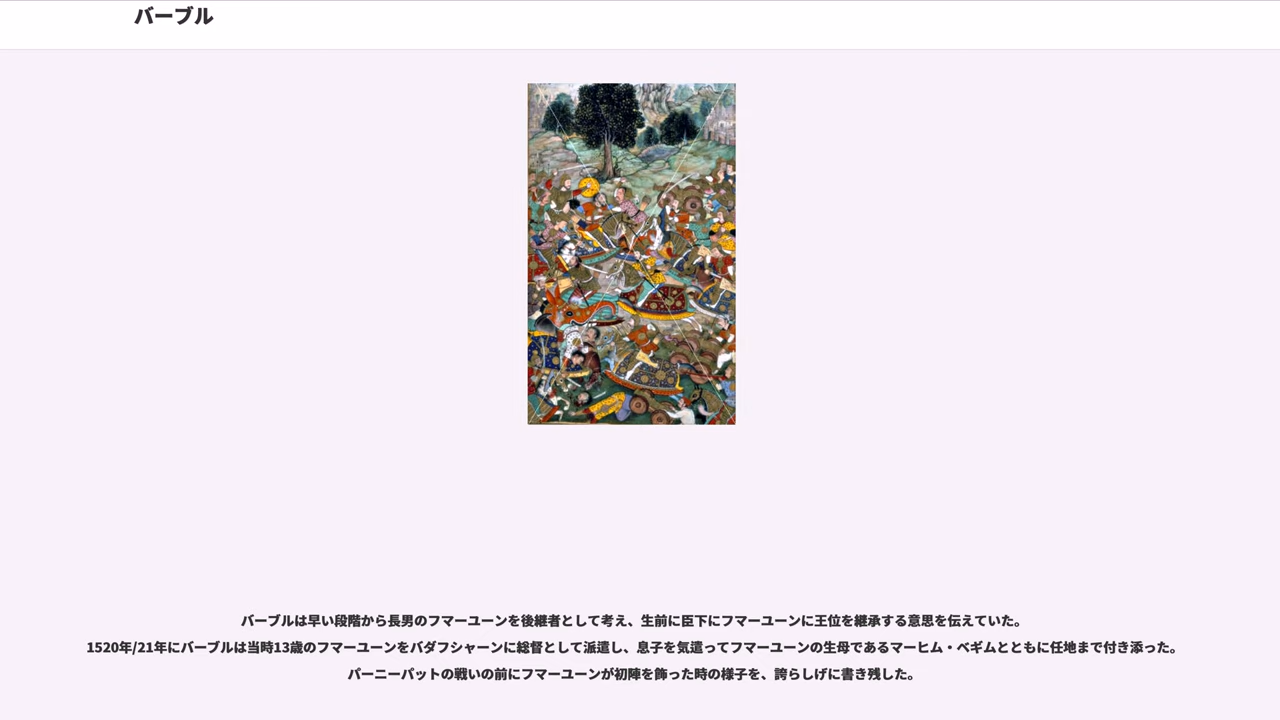 バーブル
バーブルは早い段階から長男のフマーユーンを後継者として考え、生前に臣下にフマーユーンに王位を継承する意思を伝えていた。
1520年/21年にバーブルは当時13歳のフマーユーンをバダフシャーンに総督として派遣し、息子を気遣ってフマーユーンの生母であるマーヒム・ベギムとともに任地まで付き添った。
パーニーパットの戦いの前にフマーユーンが初陣を飾った時の様子を、誇らしげに書き残した。